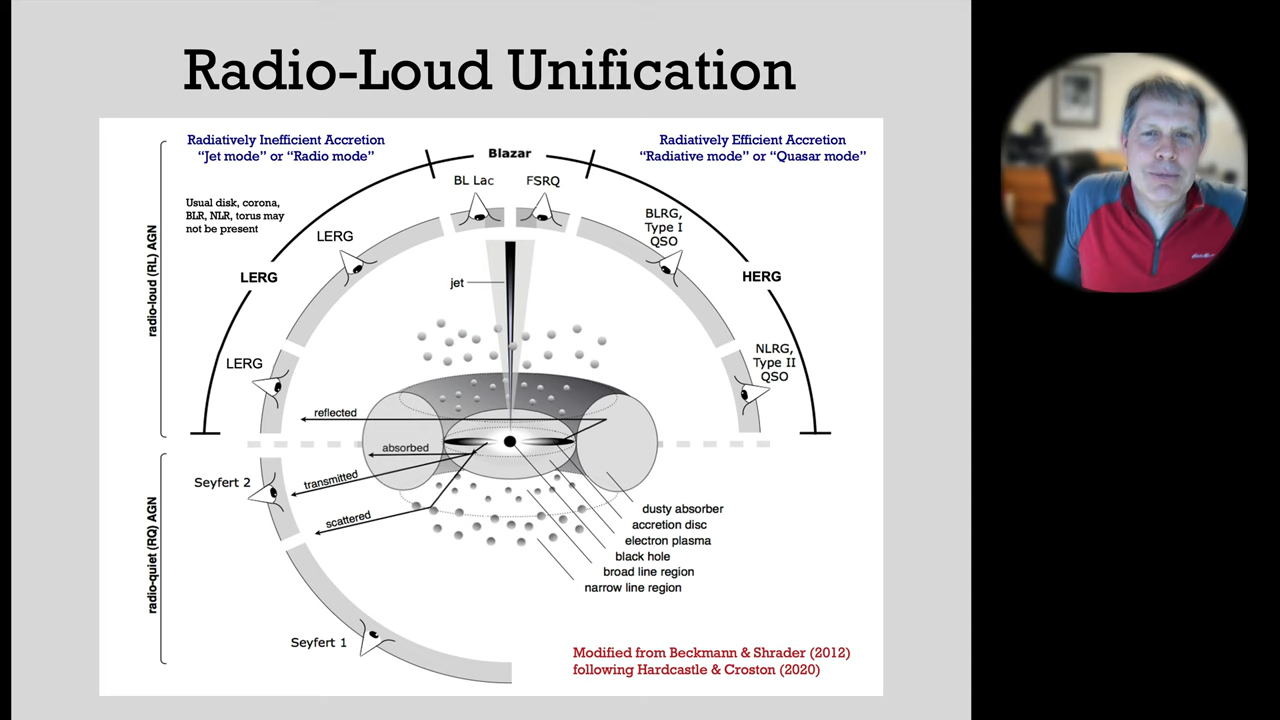 Radio-Loud Unification
Radiatively Inefficient Accretion
“Jet mode” or “Radio mode”
Radiatively Efficient Accretion
“Radiative mode” or “Quasar mode”
Blazar
BL Lac
FSRQ
Usual disk, corona,
BLR, NLR, torus may
not be present
BLRG,
Type I
QSO
LERG
LERG
HERG
radio-loud (RL) AGN
jet
LERG
NLRG,
Type II
QSO
reflected
absorbed
transmitted
scattered
Seyfert 2
radio-quiet (RQ) AGN
dusty absorber
accretion disc
electron plasma
black hole
broad line region
narrow line region
Seyfert 1
Modified from Beckmann & Shrader (2012)
following Hardcastle & Croston (2020)